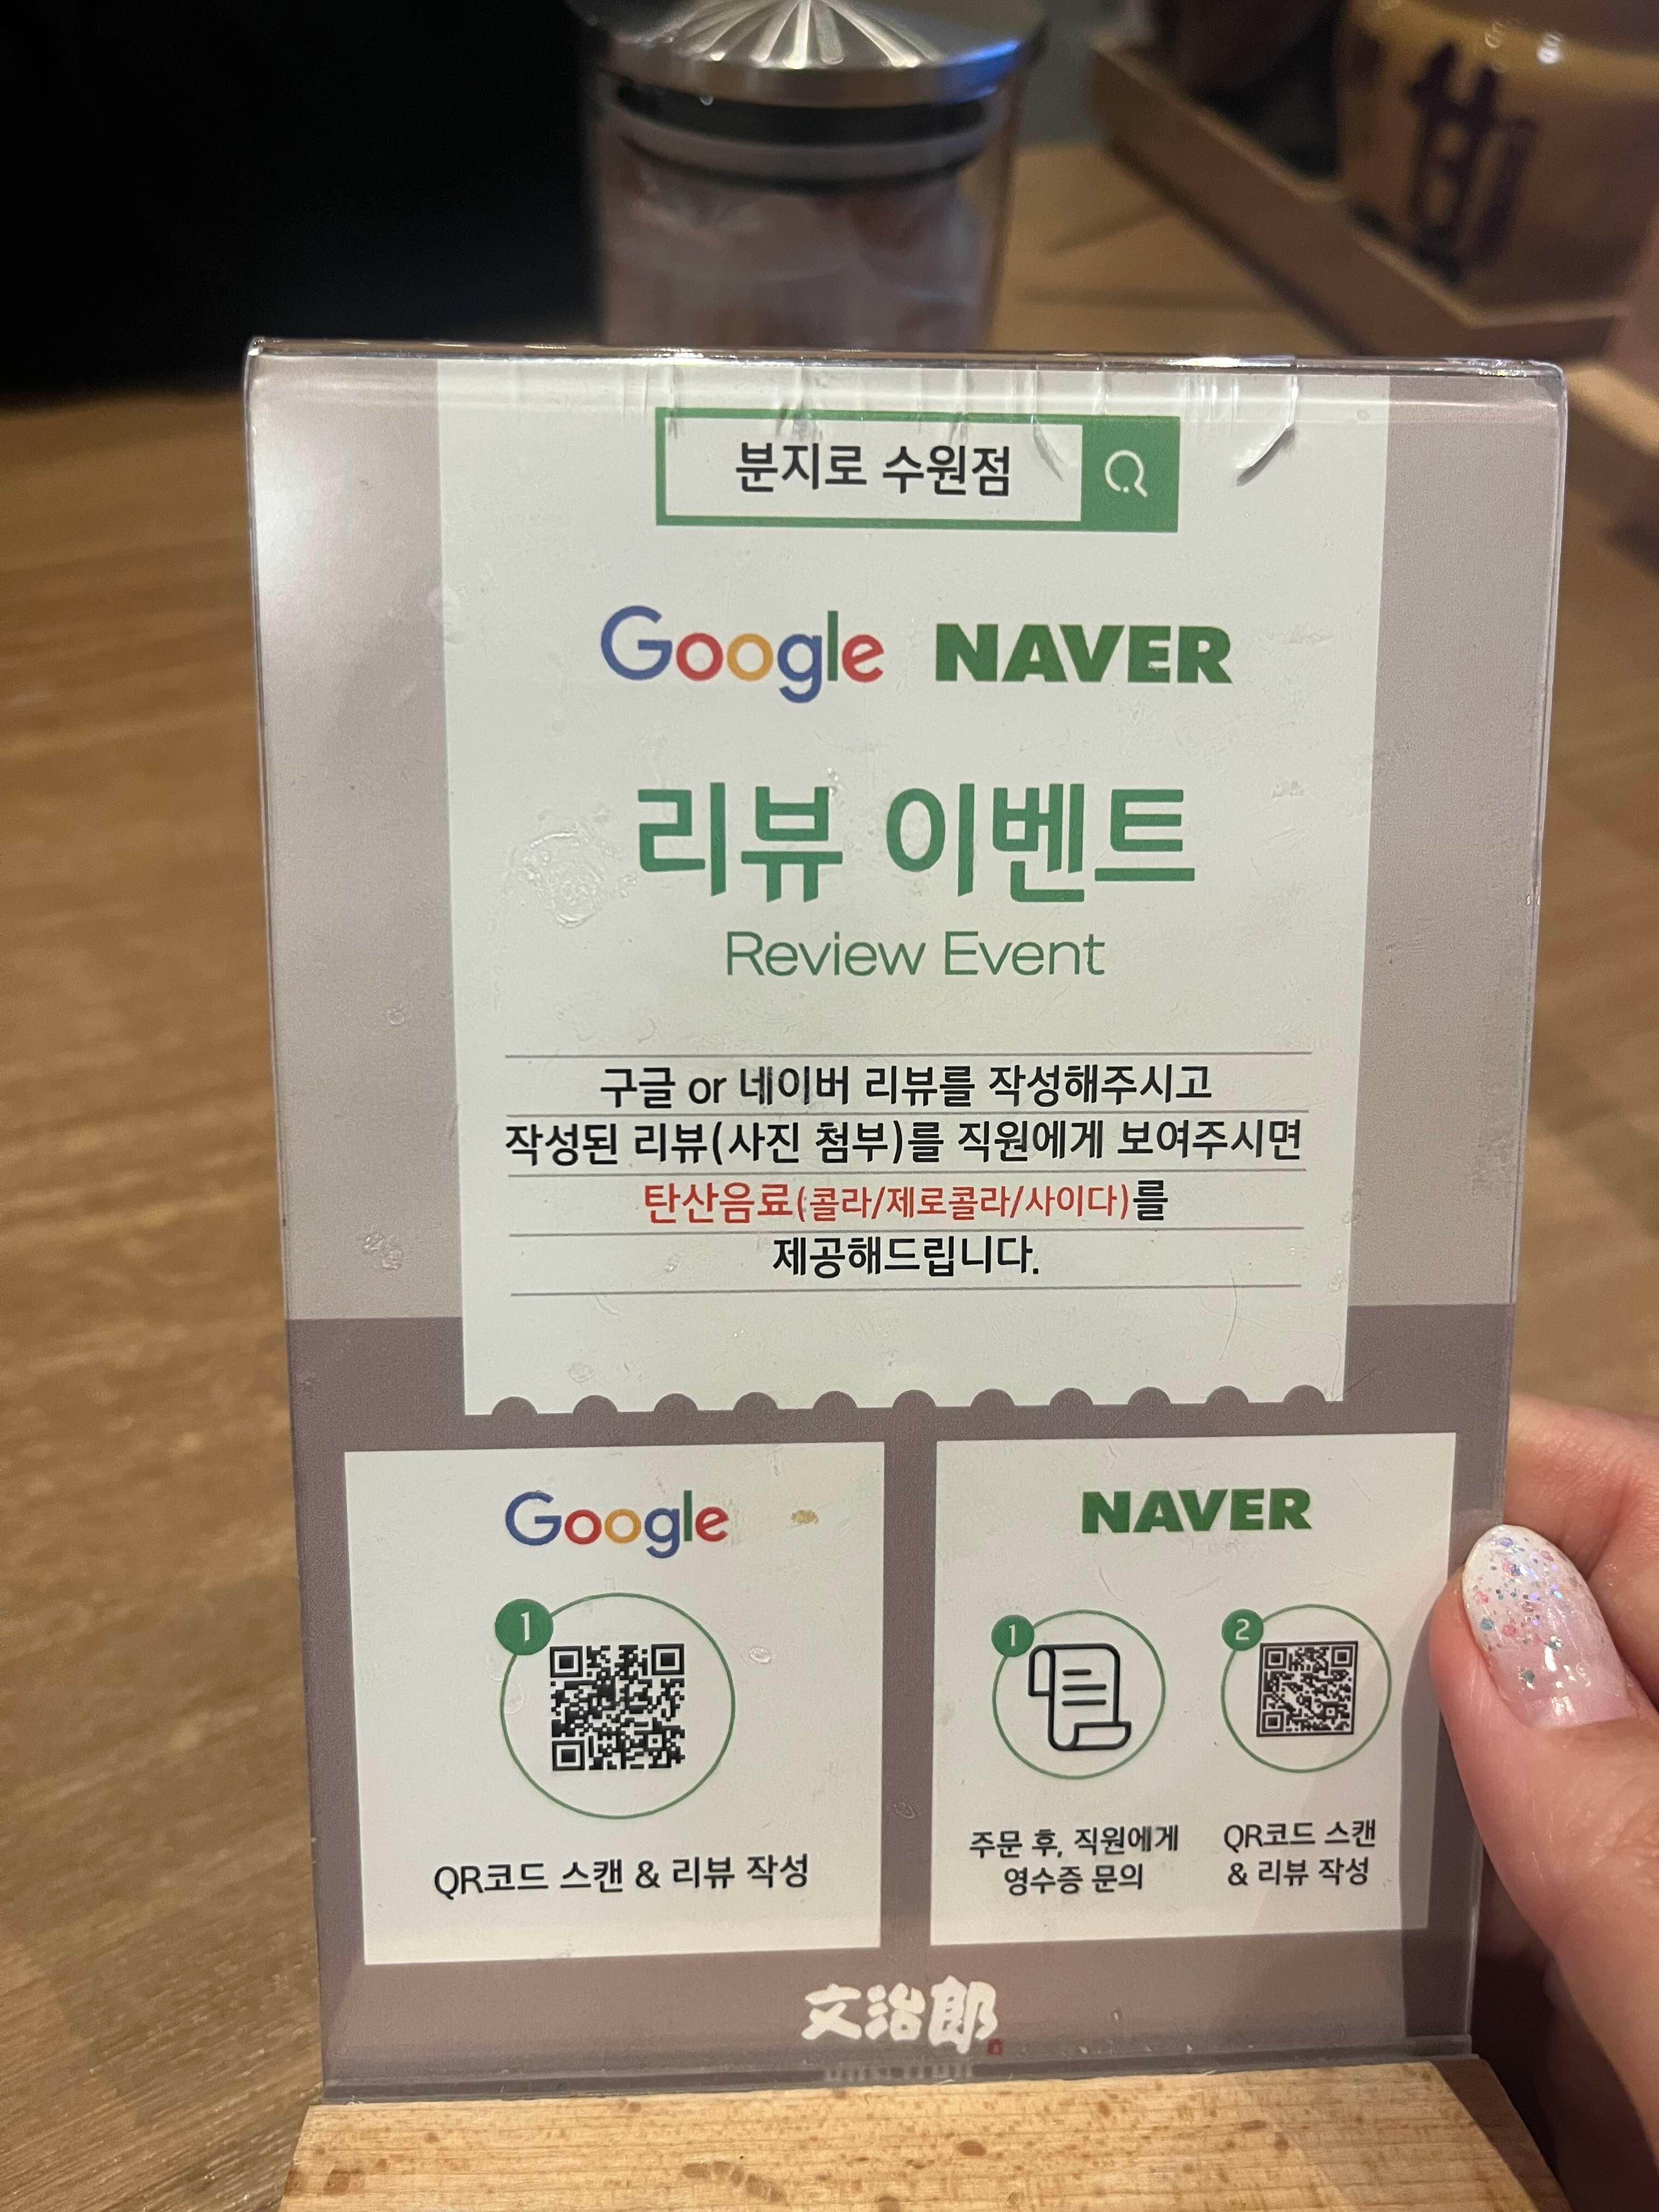 분지로 수원점
Google NAVER
리뷰 이벤트
Review Event
구글 or 네이버 리뷰를 작성해주시고
작성된 리뷰(사진 첨부)를 직원에게 보여주시면
탄산음료(콜라/제로콜라/사이다)를
제공해드립니다.
Google
1
QR코드 스캔 & 리뷰 작성
NAVER
1
주문 후, 직원에게
영수증 문의
2
QR코드 스캔
& 리뷰 작성
文治郎